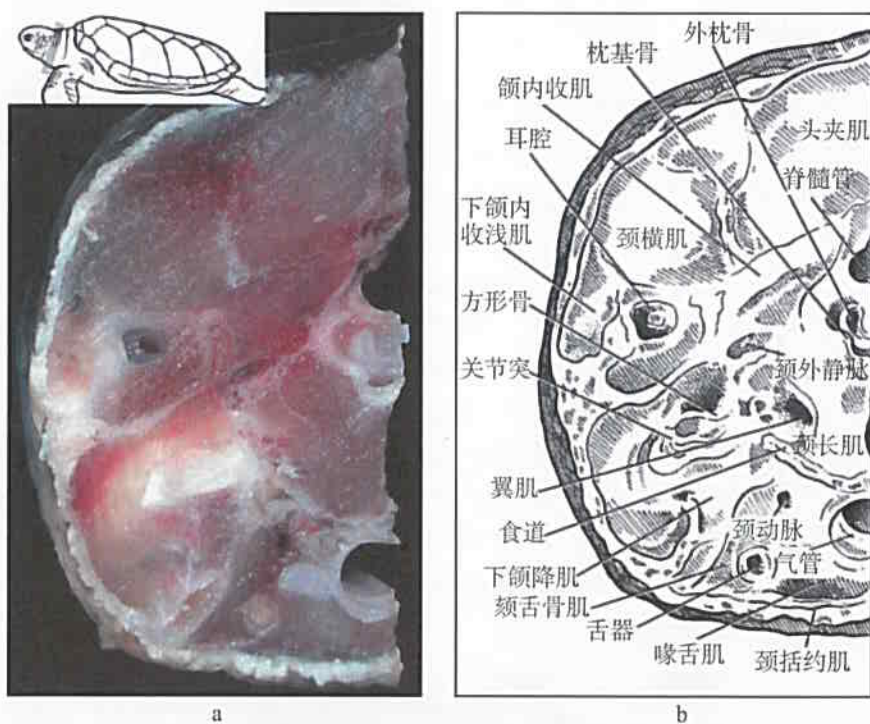 外枕骨
枕基骨
颌内收肌
头夹肌
耳腔
脊髓管
下颌内
收浅肌
颈横肌
方形骨
颈外静脉
关节突
颈长肌
翼肌
食道
颈动脉
气管
下颌降肌
颏舌骨肌
舌器
喙舌肌
颈括约肌
a
b